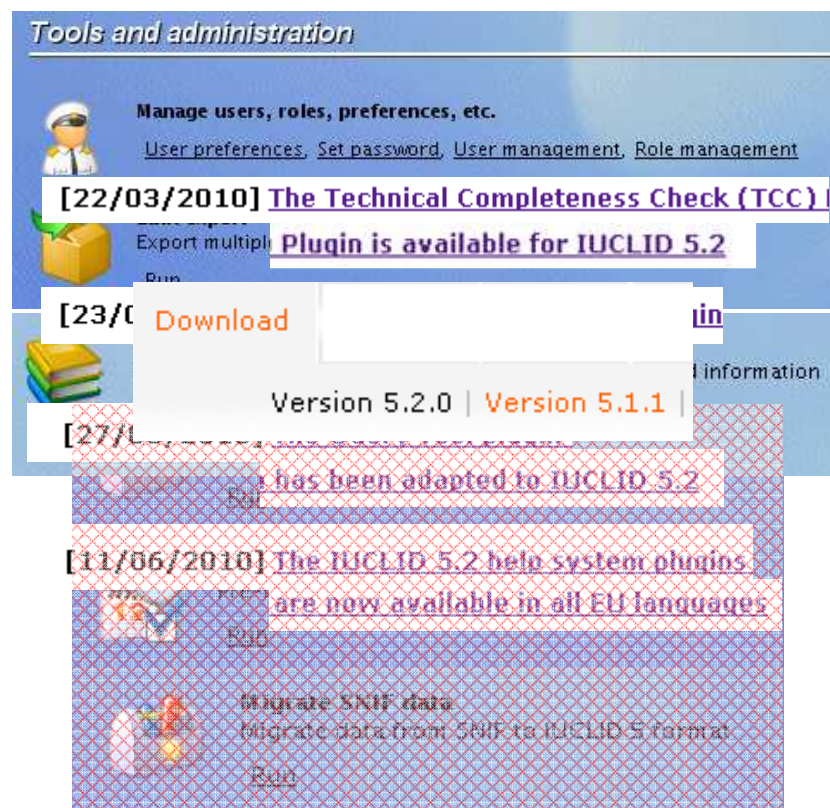 Tools and administration
Manage users, roles, preferences, etc.
User preferences, Set password, User management, Role management
[22/03/2010] The Technical Completeness Check (TCC)
Export multipl Plugin is available for IUCLID 5.2
Run
[23/0
Download
information
Version 5.2.0 | Version 5.1.1 |
[27/
has been adapted to IUCLID 5.2
Run
[11/06/2010] The IUCLID 5.2 help system plugins
are now available in all EU languages
Run
Migrate SNIF data
Migrate data from SNIF to IUCLID 5 format
Run